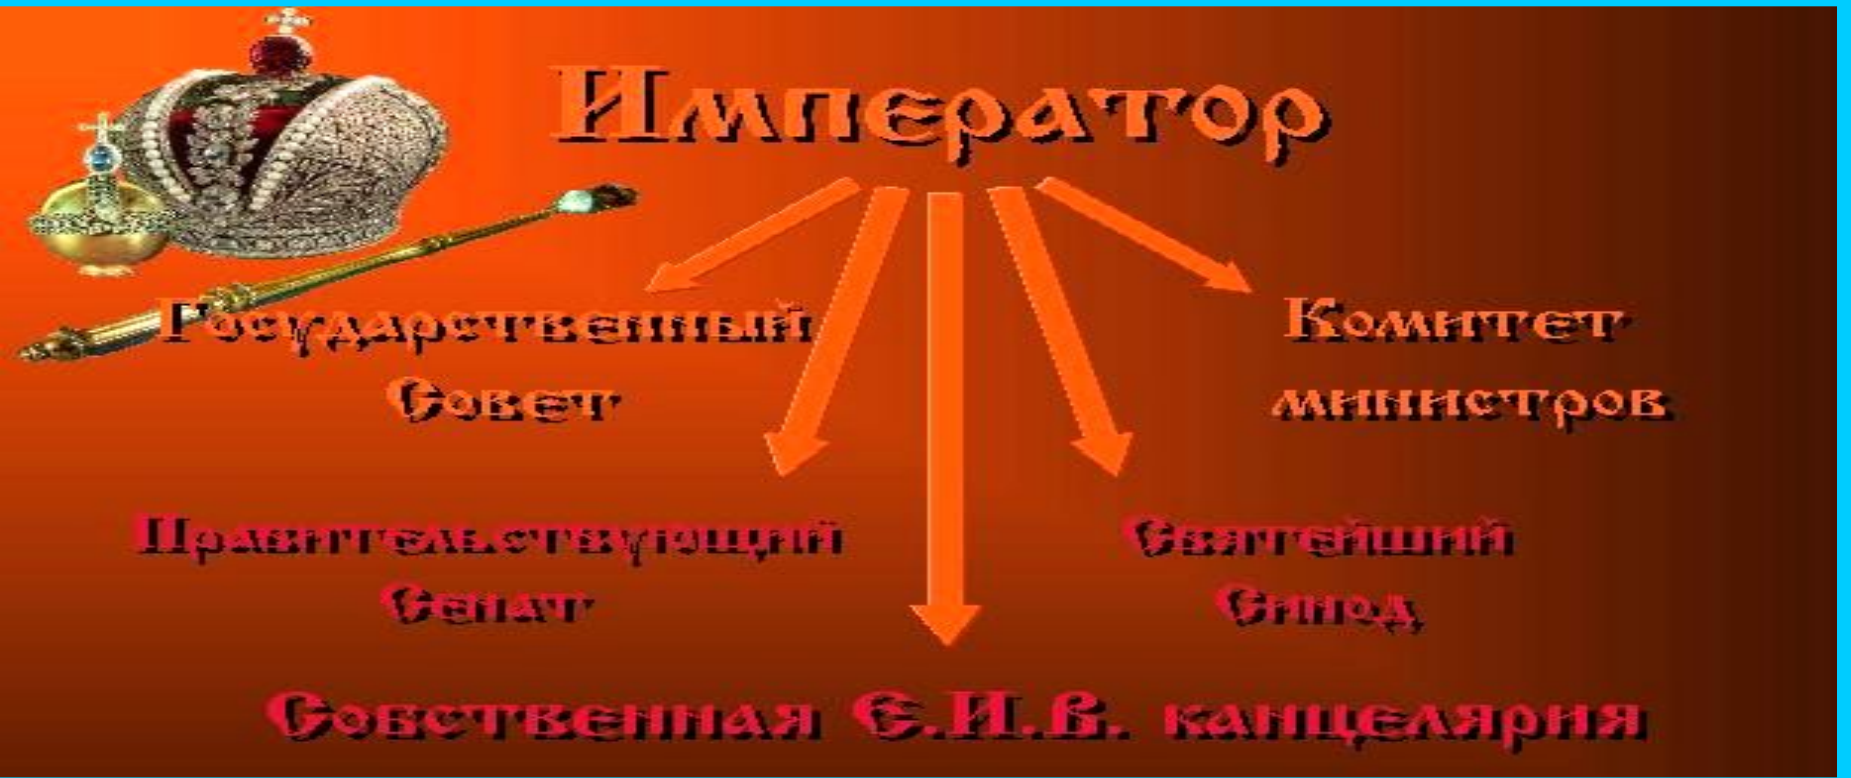 Император
Государственный
Совет
Комитет
министров
Правительствующий
Сенат
Святейший
Синод
Собственная Е.И.В. канцелярия